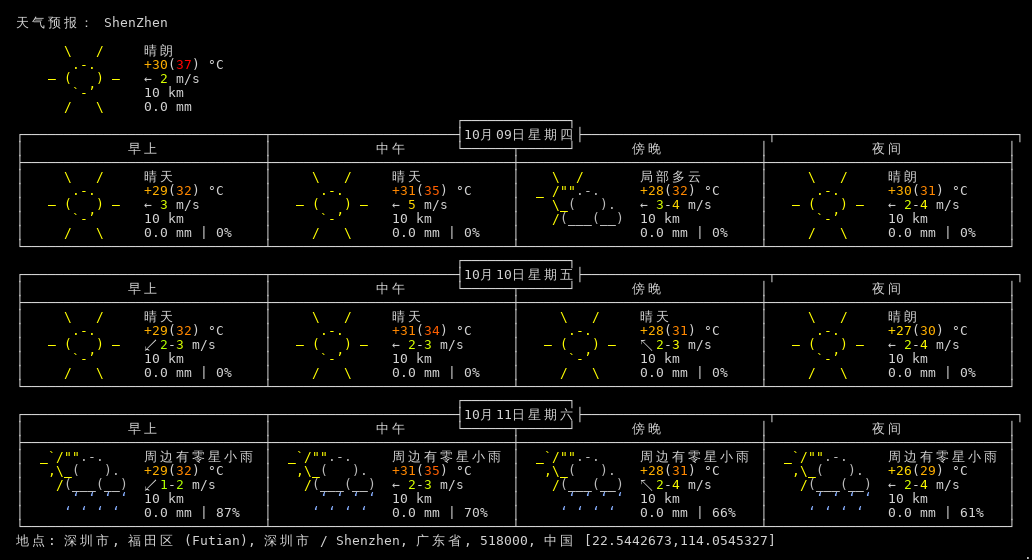 天气预报： ShenZhen
晴朗
+30(37) °C
← 2 m/s
10 km
0.0 mm
10月09日星期四
早上 中午 傍晚 夜间
晴天 晴天 局部多云 晴朗
+29(32) °C +31(35) °C +28(32) °C +30(31) °C
← 3 m/s ← 5 m/s ← 3-4 m/s ← 2-4 m/s
10 km 10 km 10 km 10 km
0.0 mm | 0% 0.0 mm | 0% 0.0 mm | 0% 0.0 mm | 0%
10月10日星期五
早上 中午 傍晚 夜间
晴天 晴天 晴天 晴朗
+29(32) °C +31(34) °C +28(31) °C +27(30) °C
↙ 2-3 m/s ← 2-3 m/s ↖ 2-3 m/s ← 2-4 m/s
10 km 10 km 10 km 10 km
0.0 mm | 0% 0.0 mm | 0% 0.0 mm | 0% 0.0 mm | 0%
10月11日星期六
早上 中午 傍晚 夜间
周边有零星小雨 周边有零星小雨 周边有零星小雨 周边有零星小雨
+29(32) °C +31(35) °C +28(31) °C +26(29) °C
↙ 1-2 m/s ← 2-3 m/s ↖ 2-4 m/s ← 2-4 m/s
10 km 10 km 10 km 10 km
0.0 mm | 87% 0.0 mm | 70% 0.0 mm | 66% 0.0 mm | 61%
地点: 深圳市, 福田区 (Futian), 深圳市 / Shenzhen, 广东省, 518000, 中国 [22.5442673,114.0545327]